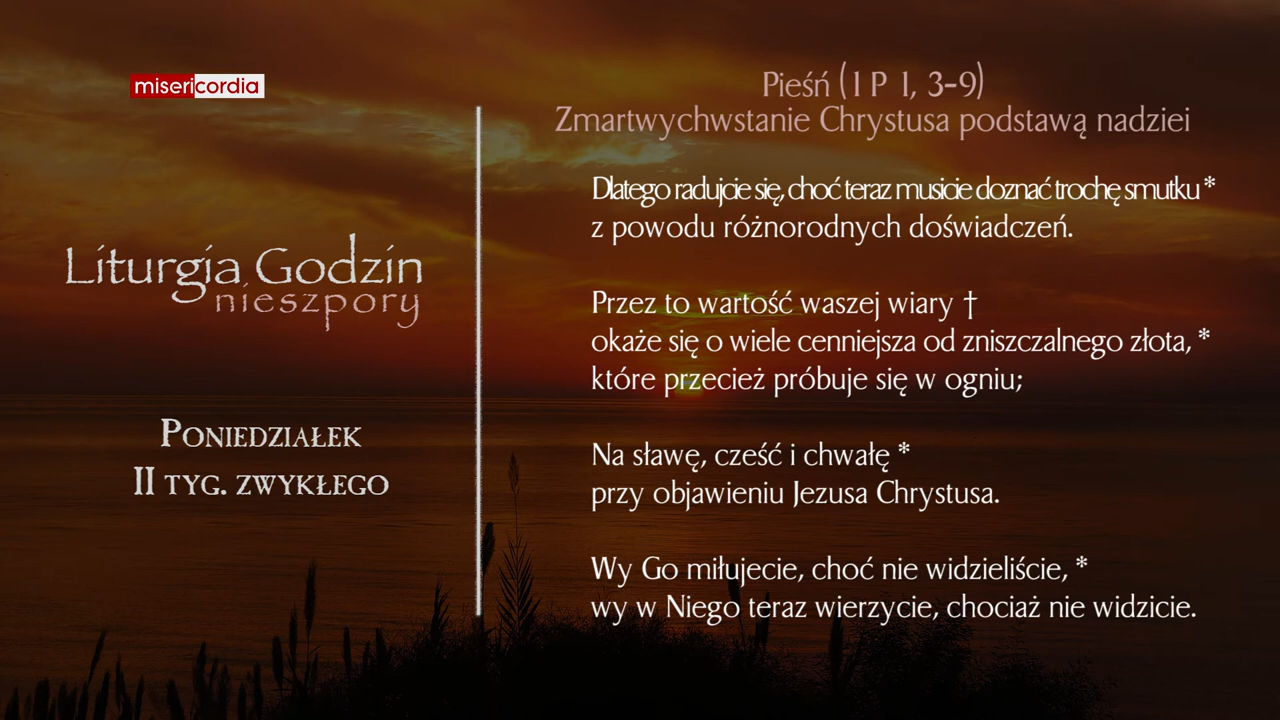 misericordia
Liturgia Godzin
nieszpory
Poniedziałek
II tyg. zwykłego
Pieśń (1 P 1, 3-9)
Zmartwychwstanie Chrystusa podstawą nadziei
Dlatego radujcie się, choć teraz musicie doznać trochę smutku *
z powodu różnorodnych doświadczeń.
Przez to wartość waszej wiary †
okaże się o wiele cenniejsza od zniszczalnego złota, *
które przecież próbuje się w ogniu;
Na sławę, cześć i chwałę *
przy objawieniu Jezusa Chrystusa.
Wy Go miłujecie, choć nie widzieliście, *
wy w Niego teraz wierzycie, chociaż nie widzicie.